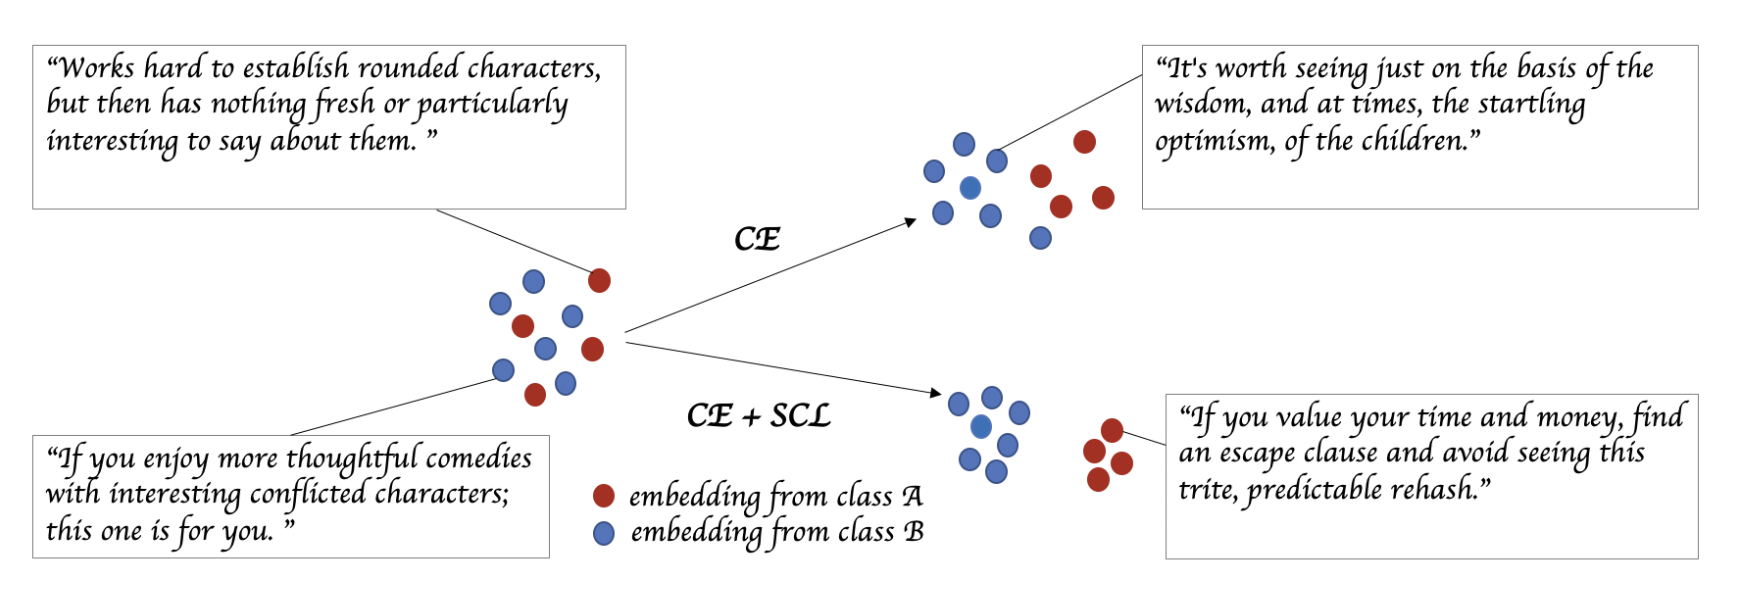 “Works hard to establish rounded characters,
but then has nothing fresh or particularly
interesting to say about them. ”
“It's worth seeing just on the basis of the
wisdom, and at times, the startling
optimism, of the children.”
CE
CE + SCL
“If you enjoy more thoughtful comedies
with interesting conflicted characters;
this one is for you. ”
embedding from class A
embedding from class B
“If you value your time and money, find
an escape clause and avoid seeing this
trite, predictable rehash.”